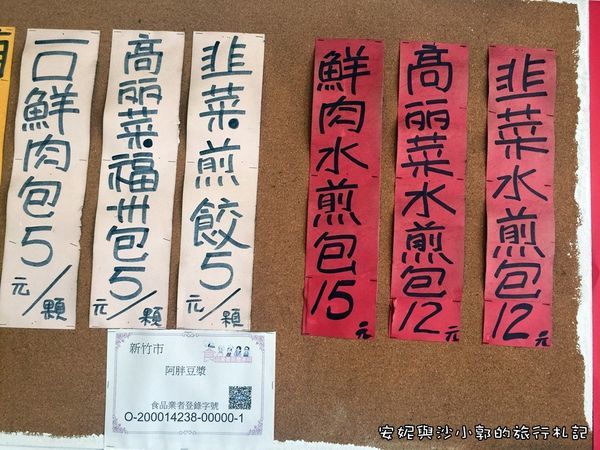 韭菜水煎包12元
高丽菜水煎包12元
鮮肉水煎包15元
韭菜煎餃5元/顆
高丽菜福州包5元/顆
一口鮮肉包5元/顆
新竹市
阿胖豆漿
食品業者登錄字號
O-200014238-00000-1
安妮與沙小郭的旅行札記